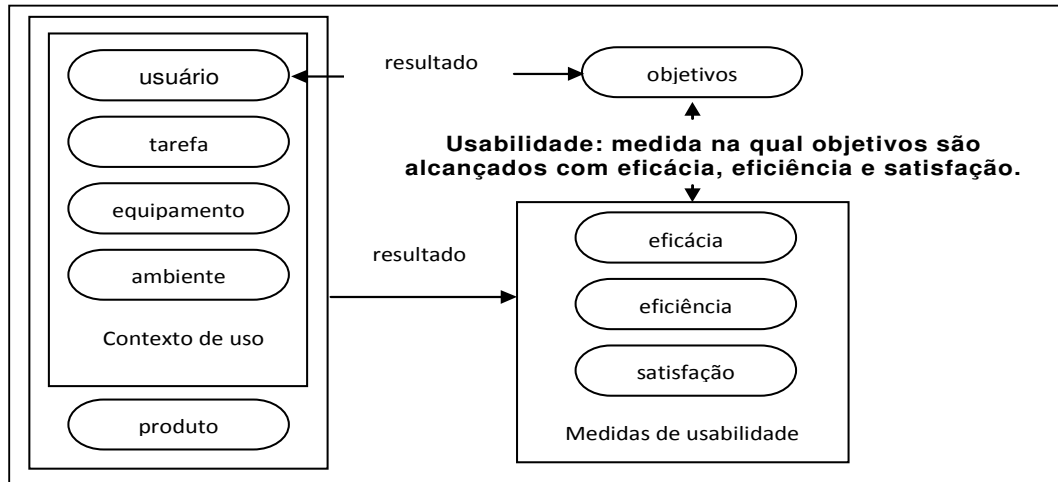 usuário
resultado
objetivos
tarefa
Usabilidade: medida na qual objetivos são
alcançados com eficácia, eficiência e satisfação.
equipamento
ambiente
Contexto de uso
produto
resultado
eficácia
eficiência
satisfação
Medidas de usabilidade